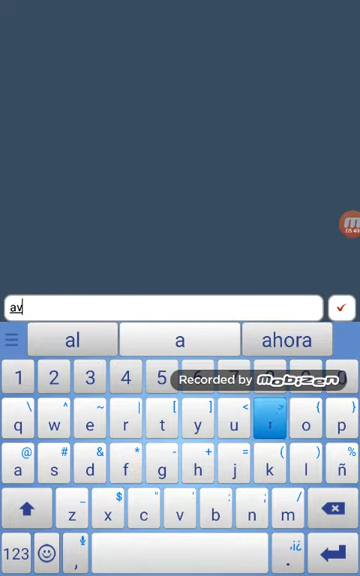 av
al a ahora
1 2 3 4 5
Recorded by mobizen
\ ^ ~ | [ ] < > { }
q w e r t y u ı o p
@ # & * - + = ( ) %
a s d f g h j k l ñ
_ $ " ' : ; /
z x c v b n m
123 , . ,¡¿